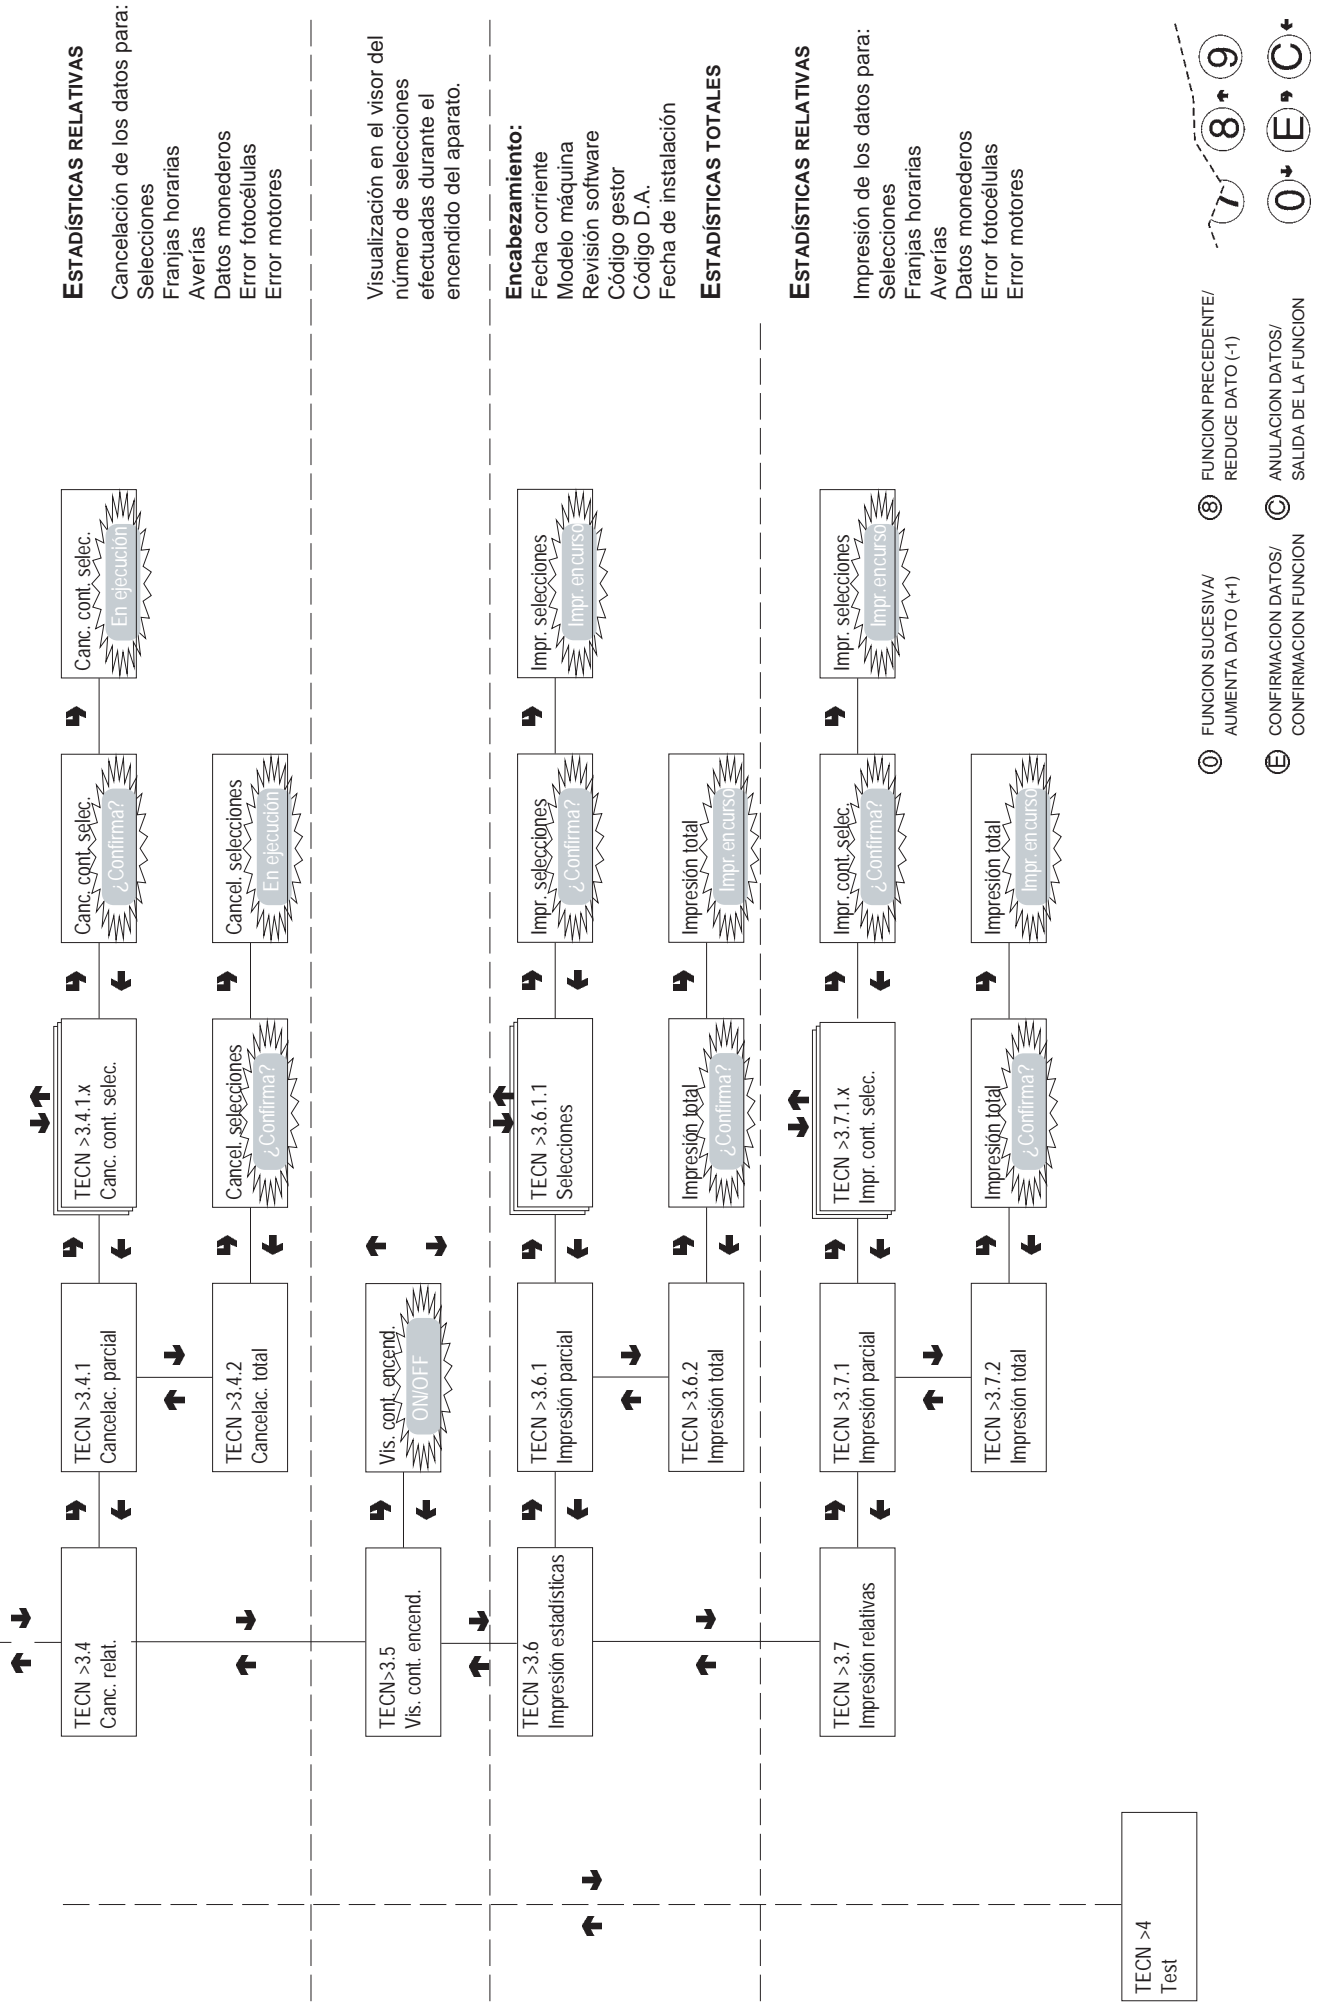 TECN >3.4
Canc. relat.
TECN >3.4.1
Cancelac. parcial
TECN >3.4.1.x
Canc. cont. selec.
Canc. cont. selec.
¿Confirma?
Canc. cont. selec.
En ejecución
ESTADÍSTICAS RELATIVAS
Cancelación de los datos para:
Selecciones
Franjas horarias
Averías
Datos monederos
Error fotocélulas
Error motores
TECN >3.4.2
Cancelac. total
Cancel. selecciones
¿Confirma?
Cancel. selecciones
En ejecución
TECN>3.5
Vis. cont. encend.
Vis. cont. encend.
ON/OFF
Visualización en el visor del
número de selecciones
efectuadas durante el
encendido del aparato.
TECN >3.6
Impresión estadísticas
TECN >3.6.1
Impresión parcial
TECN >3.6.1.1
Selecciones
Impr. selecciones
¿Confirma?
Impr. selecciones
Impr. en curso
Encabezamiento:
Fecha corriente
Modelo máquina
Revisión software
Código gestor
Código D.A.
Fecha de instalación
ESTADÍSTICAS TOTALES
TECN >3.6.2
Impresión total
Impresión total
¿Confirma?
Impresión total
Impr. en curso
TECN >3.7
Impresión relativas
TECN >3.7.1
Impresión parcial
TECN >3.7.1.x
Impr. cont. selec.
Impr. cont. selec.
¿Confirma?
Impr. selecciones
Impr. en curso
ESTADÍSTICAS RELATIVAS
Impresión de los datos para:
Selecciones
Franjas horarias
Averías
Datos monederos
Error fotocélulas
Error motores
TECN >3.7.2
Impresión total
Impresión total
¿Confirma?
Impresión total
Impr. en curso
TECN >4
Test
0 FUNCION SUCESIVA/
AUMENTA DATO (+1)
8 FUNCION PRECEDENTE/
REDUCE DATO (-1)
E CONFIRMACION DATOS/
CONFIRMACION FUNCION
C ANULACION DATOS/
SALIDA DE LA FUNCION
7 8 9
0 E C